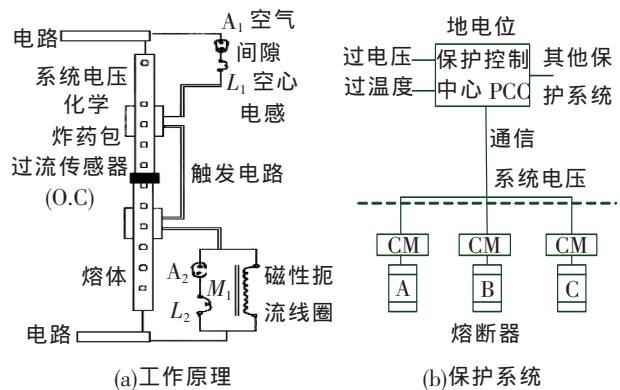 电路
A₁ 空气
间隙
L₁ 空心
电感
系统电压
化学
炸药包
过流传感器
(O.C)
触发电路
熔体
A₂
M₁
L₂
磁性扼
流线圈
电路
(a)工作原理
地电位
过电压
过温度
保护控制
中心 PCC
其他保
护系统
通信
系统电压
CM
CM
CM
A
B
C
熔断器
(b)保护系统